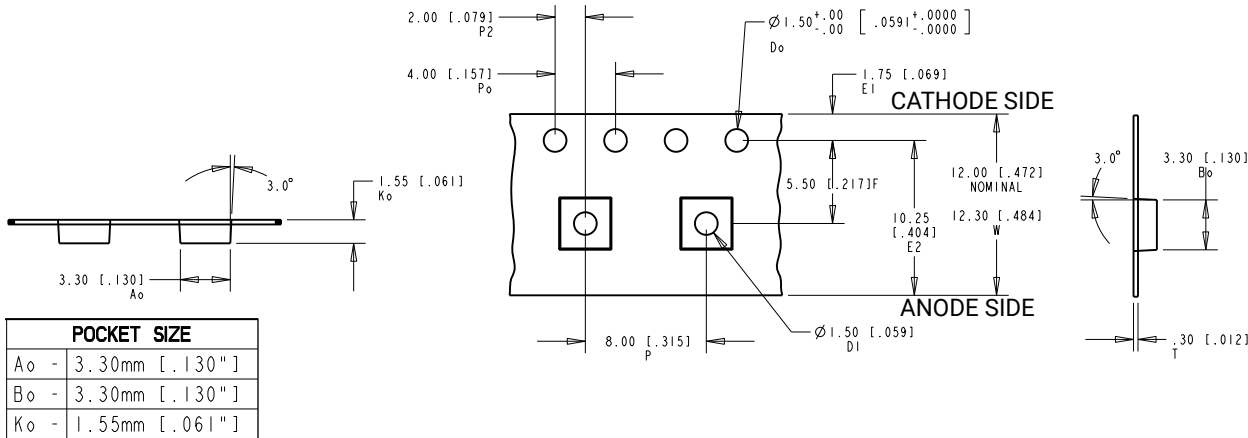 2.00 [.079]
P2
Ø1.50 +.00 -.00 [ .0591 +.0000 -.0000 ]
Do
4.00 [.157]
Po
1.75 [.069]
E1
CATHODE SIDE
3.0°
1.55 [.061]
Ko
3.30 [.130]
Ao
5.50 [.217]F
12.00 [.472]
NOMINAL
12.30 [.484]
W
10.25
[.404]
E2
3.0°
3.30 [.130]
Bo
ANODE SIDE
8.00 [.315]
P
Ø1.50 [.059]
D1
.30 [.012]
T
POCKET SIZE
Ao - 3.30mm [.130"]
Bo - 3.30mm [.130"]
Ko - 1.55mm [.061"]